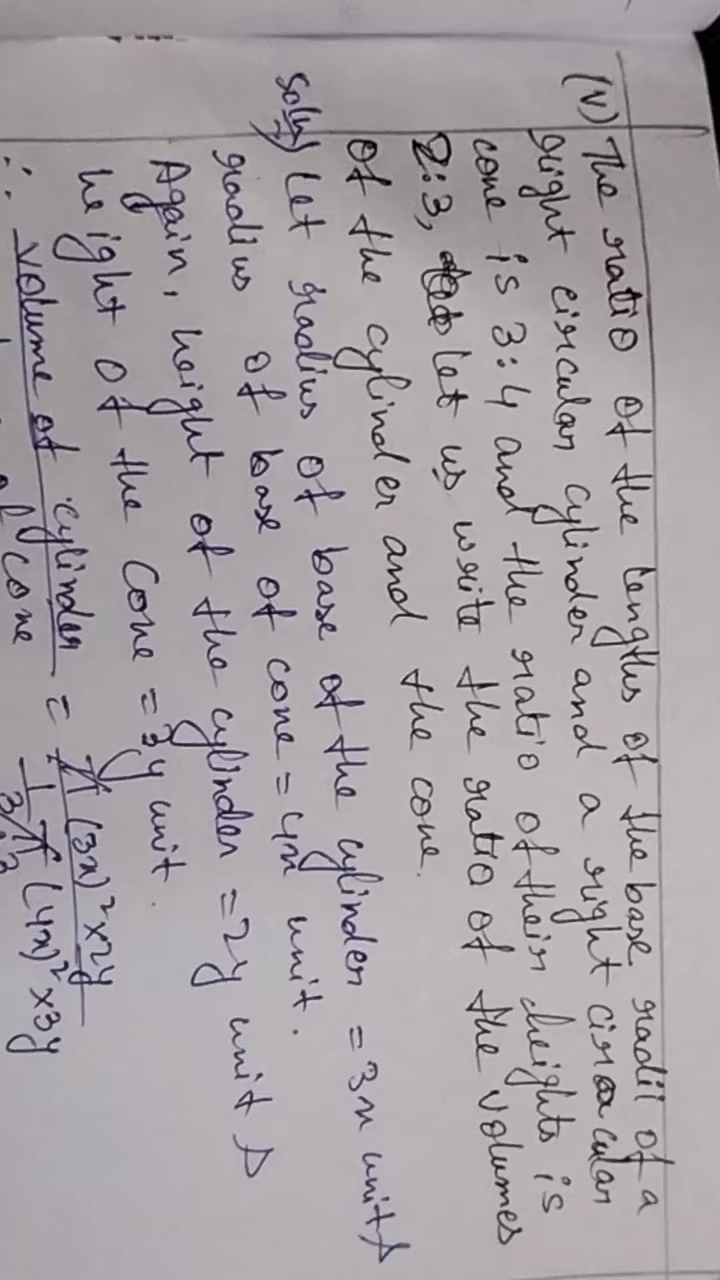 (v) The ratio of the lengths of the base radii of a
right circular cylinder and a right circular
cone is 3:4 and the ratio of their heights is
2:3, let us write the ratio of the volumes
of the cylinder and the cone.
Solny Let radius of base of the cylinder = 3x units
radius of base of cone = 4x unit.
Again, height of the cylinder = 2y units
height of the cone = 3y unit.
∴ volume of cylinder / of cone = π(3x)²×2y / 1/3 π(4x)²×3y